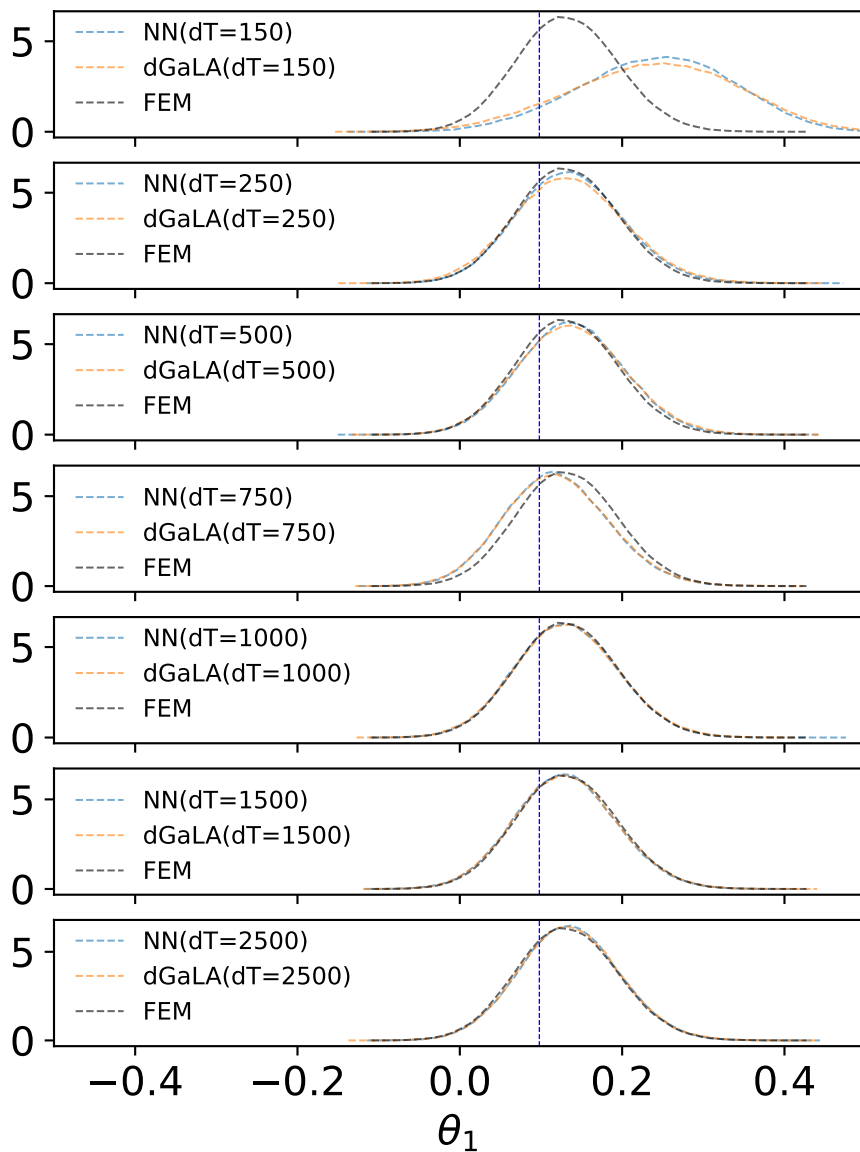 5
0
NN(dT=150)
dGaLA(dT=150)
FEM
5
0
NN(dT=250)
dGaLA(dT=250)
FEM
5
0
NN(dT=500)
dGaLA(dT=500)
FEM
5
0
NN(dT=750)
dGaLA(dT=750)
FEM
5
0
NN(dT=1000)
dGaLA(dT=1000)
FEM
5
0
NN(dT=1500)
dGaLA(dT=1500)
FEM
5
0
NN(dT=2500)
dGaLA(dT=2500)
FEM
−0.4 −0.2 0.0 0.2 0.4
θ₁